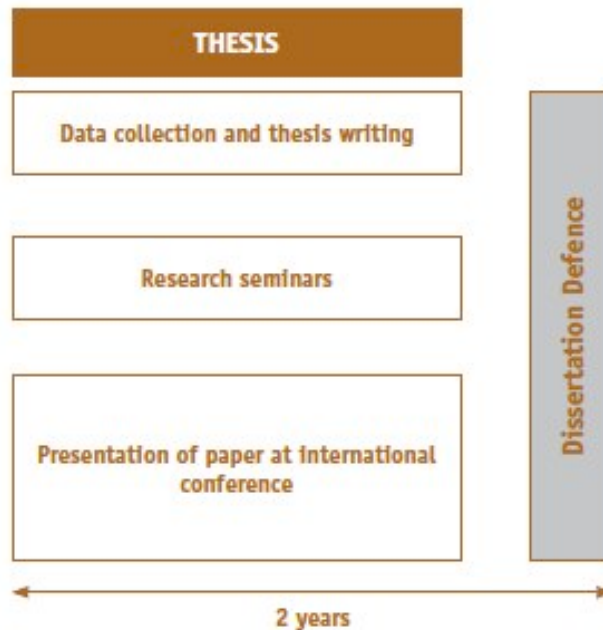 THESIS
Data collection and thesis writing
Research seminars
Presentation of paper at international
conference
Dissertation Defence
2 years